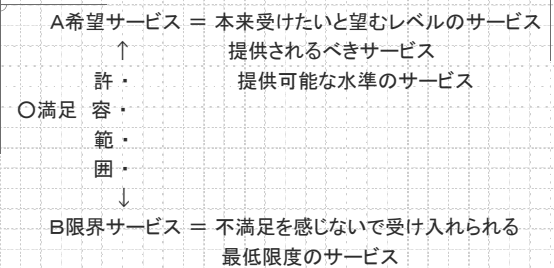 A希望サービス ＝ 本来受けたいと望むレベルのサービス
↑ 提供されるべきサービス
許・ 提供可能な水準のサービス
〇満足 容・
範・
囲・
↓
B限界サービス ＝ 不満足を感じないで受け入れられる
最低限度のサービス